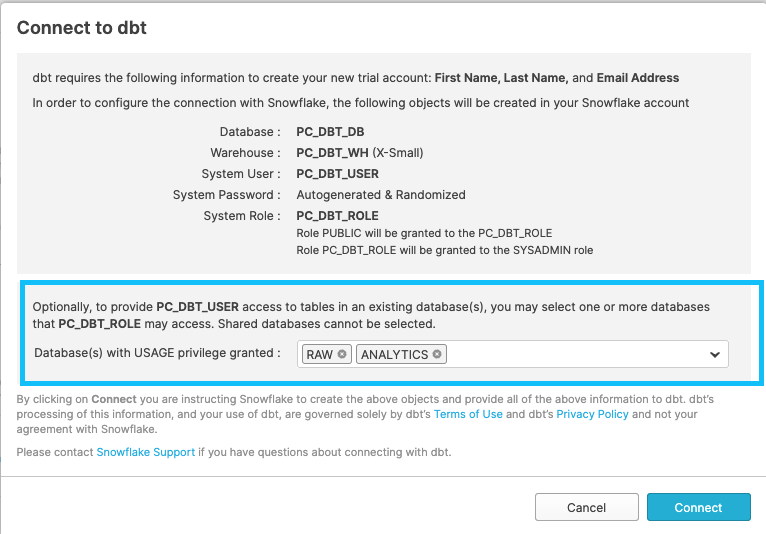 Connect to dbt
dbt requires the following information to create your new trial account: First Name, Last Name, and Email Address
In order to configure the connection with Snowflake, the following objects will be created in your Snowflake account
Database : PC_DBT_DB
Warehouse : PC_DBT_WH (X-Small)
System User : PC_DBT_USER
System Password : Autogenerated & Randomized
System Role : PC_DBT_ROLE
Role PUBLIC will be granted to the PC_DBT_ROLE
Role PC_DBT_ROLE will be granted to the SYSADMIN role
Optionally, to provide PC_DBT_USER access to tables in an existing database(s), you may select one or more databases
that PC_DBT_ROLE may access. Shared databases cannot be selected.
Database(s) with USAGE privilege granted : RAW ANALYTICS
By clicking on Connect you are instructing Snowflake to create the above objects and provide all of the above information to dbt. dbt's
processing of this information, and your use of dbt, are governed solely by dbt's Terms of Use and dbt's Privacy Policy and not your
agreement with Snowflake.
Please contact Snowflake Support if you have questions about connecting with dbt.
Cancel Connect